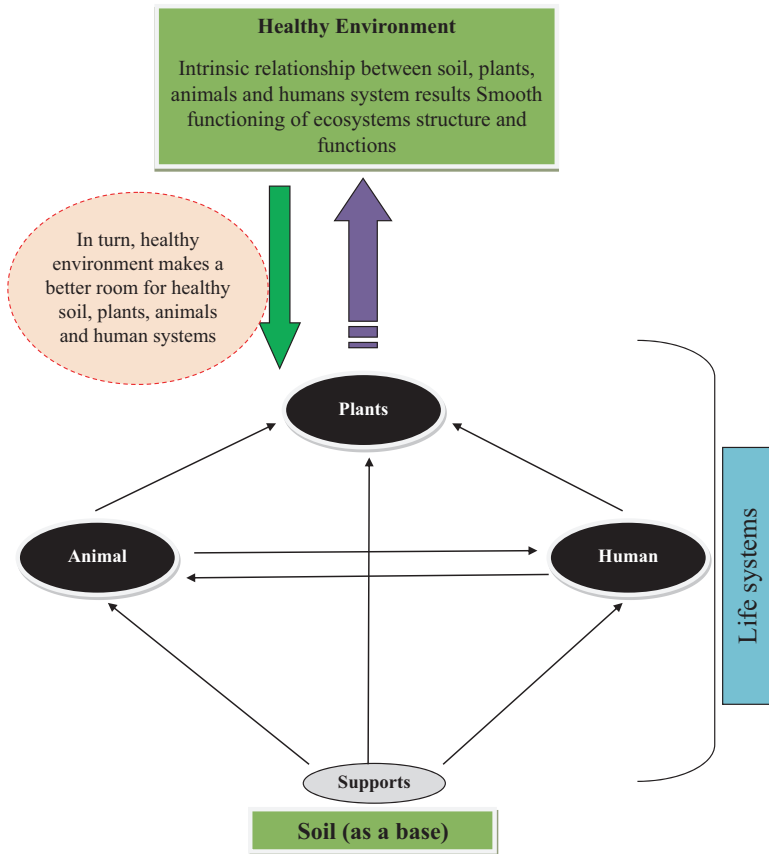 Healthy Environment
Intrinsic relationship between soil, plants,
animals and humans system results Smooth
functioning of ecosystems structure and
functions
In turn, healthy
environment makes a
better room for healthy
soil, plants, animals
and human systems
Plants
Animal
Human
Life systems
Supports
Soil (as a base)